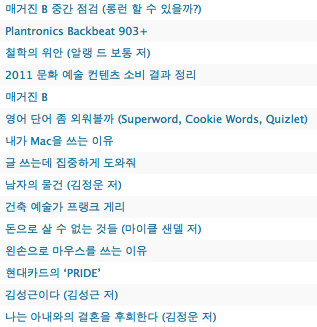 매거진 B 중간 점검 (롱런 할 수 있을까?)
Plantronics Backbeat 903+
철학의 위안 (알랭 드 보통 저)
2011 문화 예술 컨텐츠 소비 결과 정리
매거진 B
영어 단어 좀 외워볼까 (Superword, Cookie Words, Quizlet)
내가 Mac을 쓰는 이유
글 쓰는데 집중하게 도와줘
남자의 물건 (김정운 저)
건축 예술가 프랭크 게리
돈으로 살 수 없는 것들 (마이클 샌델 저)
왼손으로 마우스를 쓰는 이유
현대카드의 ‘PRIDE’
김성근이다 (김성근 저)
나는 아내와의 결혼을 후회한다 (김정운 저)